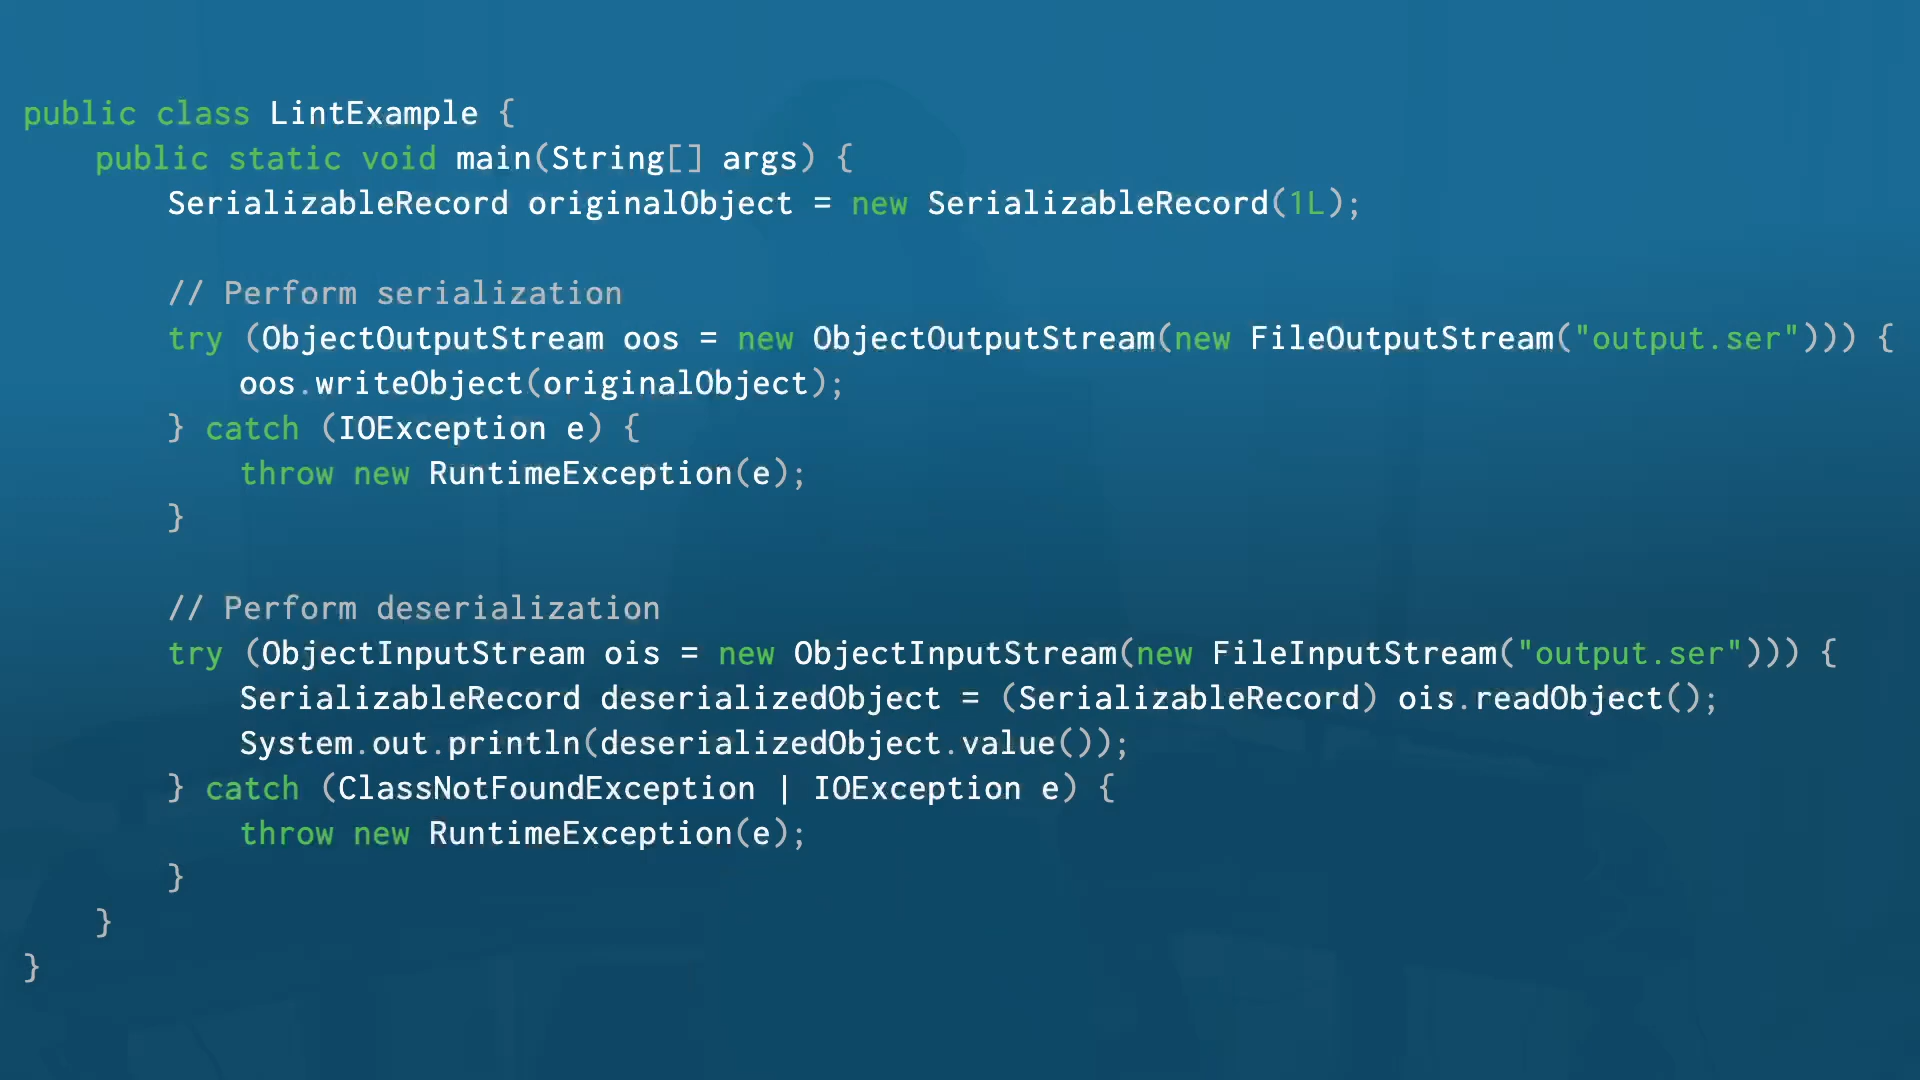 public class LintExample {
    public static void main(String[] args) {
        SerializableRecord originalObject = new SerializableRecord(1L);

        // Perform serialization
        try (ObjectOutputStream oos = new ObjectOutputStream(new FileOutputStream("output.ser"))) {
            oos.writeObject(originalObject);
        } catch (IOException e) {
            throw new RuntimeException(e);
        }

        // Perform deserialization
        try (ObjectInputStream ois = new ObjectInputStream(new FileInputStream("output.ser"))) {
            SerializableRecord deserializedObject = (SerializableRecord) ois.readObject();
            System.out.println(deserializedObject.value());
        } catch (ClassNotFoundException | IOException e) {
            throw new RuntimeException(e);
        }
    }
}